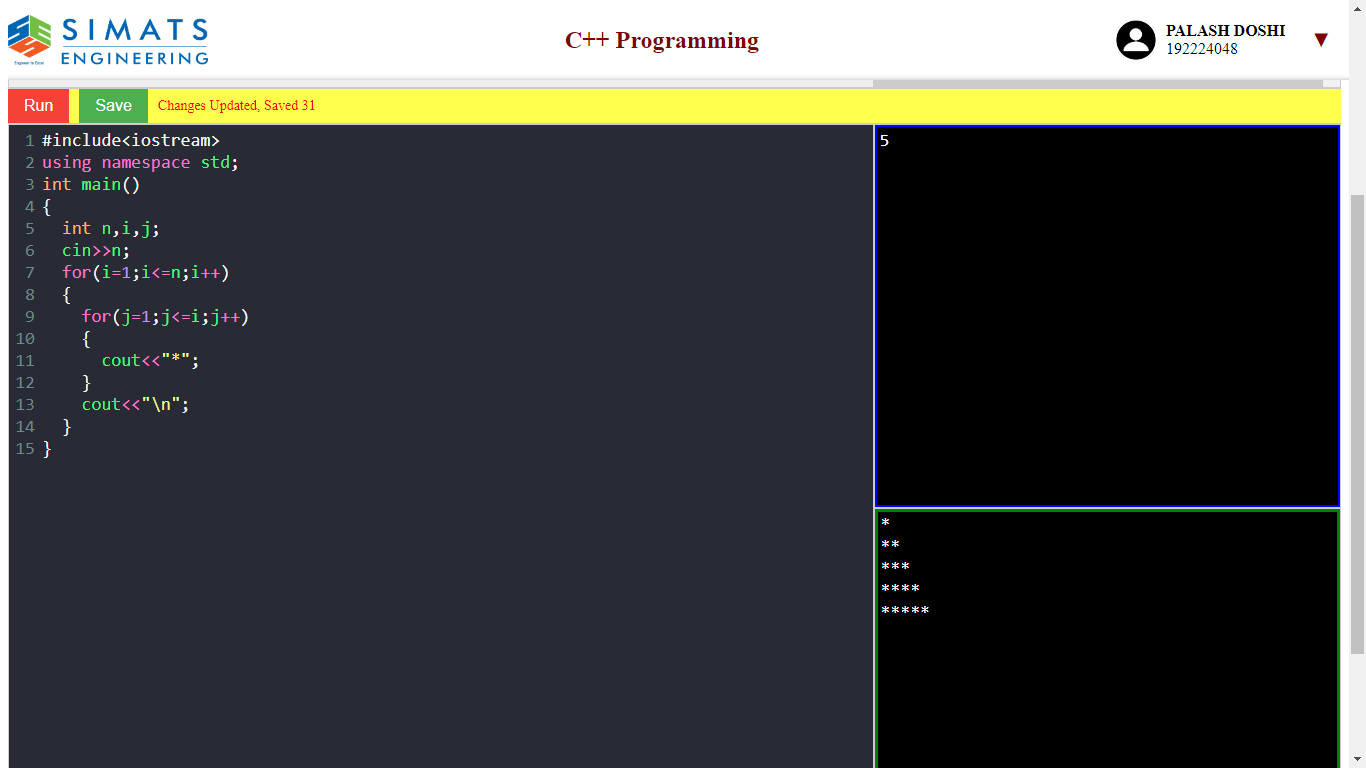 SIMATS
ENGINEERING
Engineer to Excel
C++ Programming
PALASH DOSHI
192224048
▼
Run
Save
Changes Updated, Saved 31
1 #include<iostream>
2 using namespace std;
3 int main()
4 {
5   int n,i,j;
6   cin>>n;
7   for(i=1;i<=n;i++)
8   {
9     for(j=1;j<=i;j++)
10     {
11       cout<<"*";
12     }
13     cout<<"\n";
14   }
15 }
5
*
**
***
****
*****